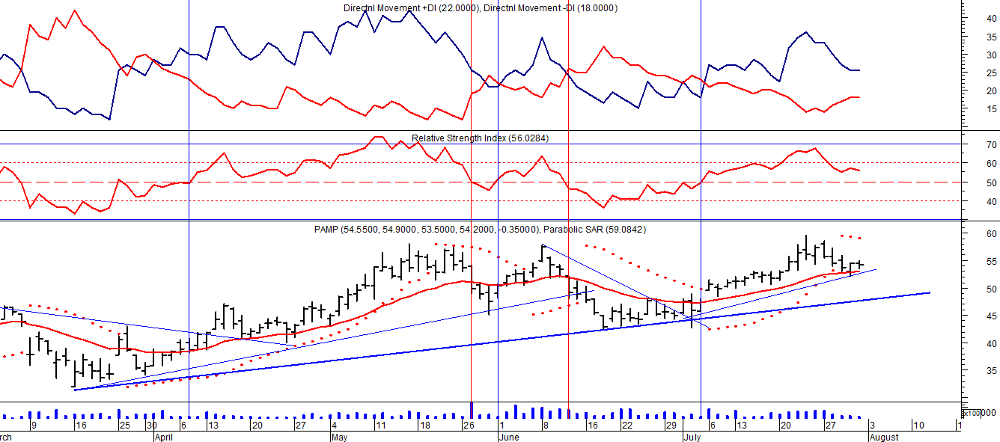 Directnl Movement +DI (22.0000), Directnl Movement -DI (18.0000)
40
35
30
25
20
15
Relative Strength Index (56.0284)
70
60
50
40
PAMP (54.5500, 54.9000, 53.5000, 54.2000, -0.35000), Parabolic SAR (59.0842)
60
55
50
45
40
35
x100
000
9 16 25 30 6 13 20 27 4 11 18 26 1 8 16 22 29 6 13 20 27 3 10 1
rch April May June July August